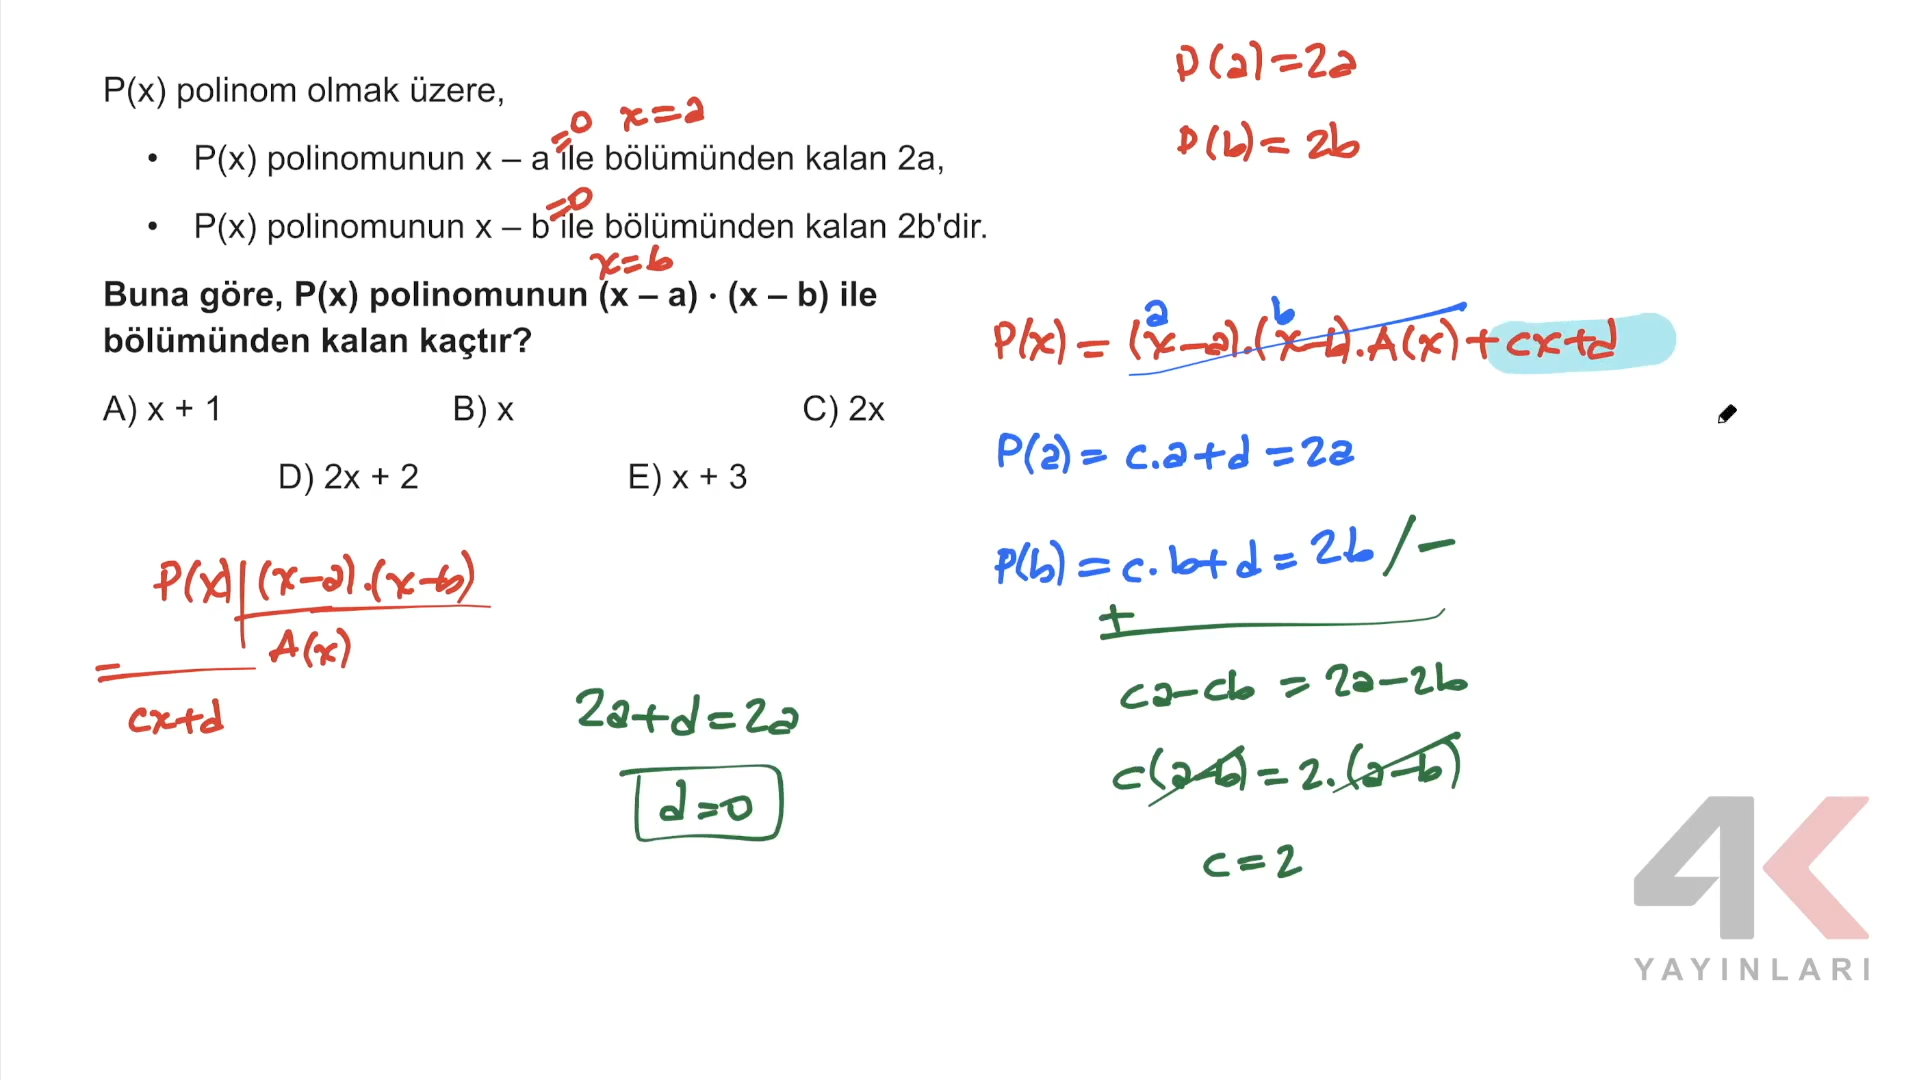 P(x) polinom olmak üzere,
=0 x=a
• P(x) polinomunun x – a ile bölümünden kalan 2a,
=0
• P(x) polinomunun x – b ile bölümünden kalan 2b'dir.
x=b
Buna göre, P(x) polinomunun (x – a) · (x – b) ile
bölümünden kalan kaçtır?
A) x + 1 B) x C) 2x
D) 2x + 2 E) x + 3
P(x) (x-a).(x-b)
A(x)
=
cx+d
2a+d=2a
d=0
P(a)=2a
P(b)=2b
a b
P(x)=(x-a).(x-b).A(x)+cx+d
P(a)=c.a+d=2a
P(b)=c.b+d=2b/-
+
ca-cb=2a-2b
c(a-b)=2.(a-b)
c=2
4K
YAYINLARI